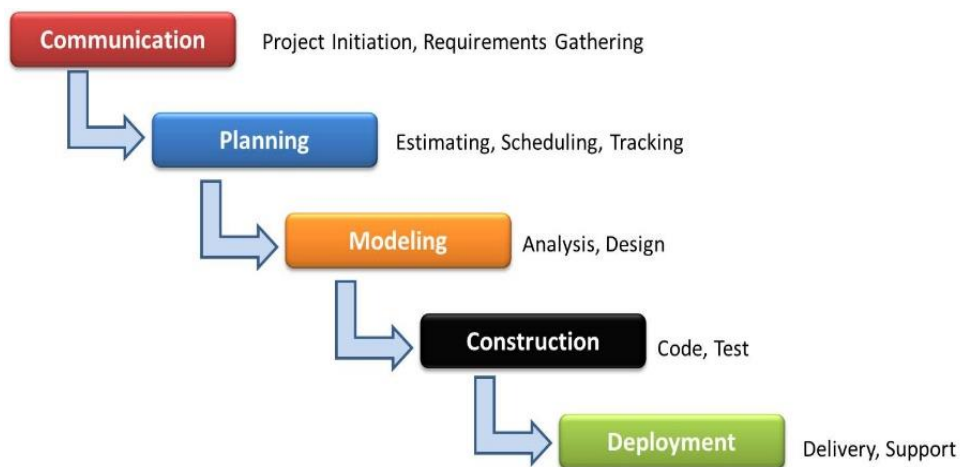 Communication
Project Initiation, Requirements Gathering
Planning
Estimating, Scheduling, Tracking
Modeling
Analysis, Design
Construction
Code, Test
Deployment
Delivery, Support